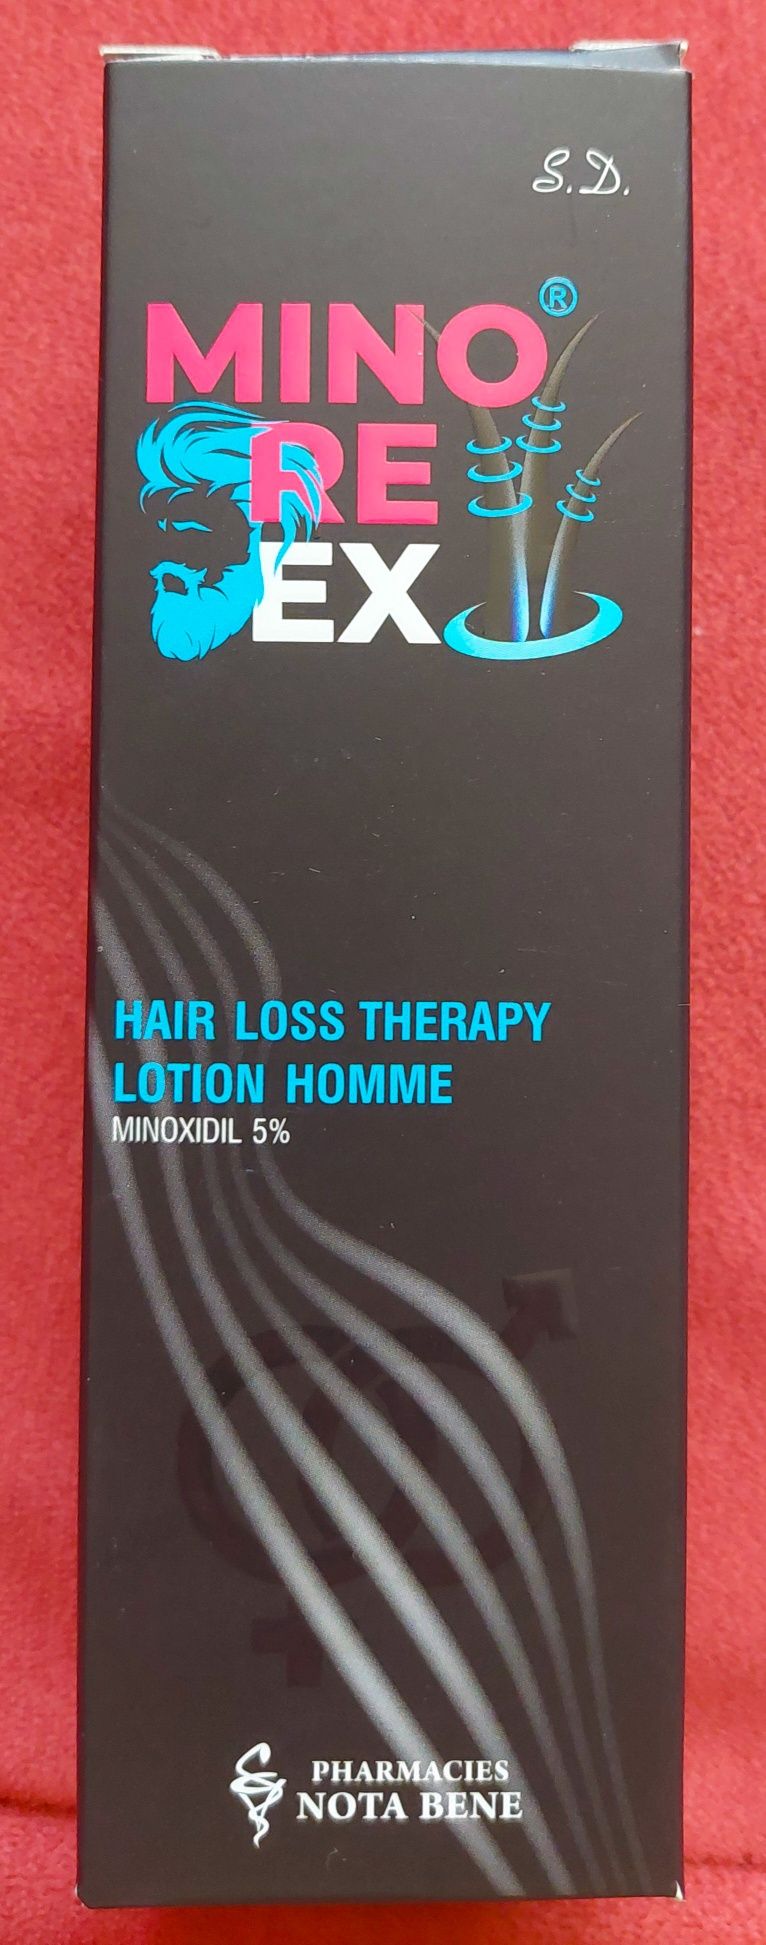 S.D.
MINO®
RE
EX
HAIR LOSS THERAPY
LOTION HOMME
MINOXIDIL 5%
PHARMACIES
NOTA BENE